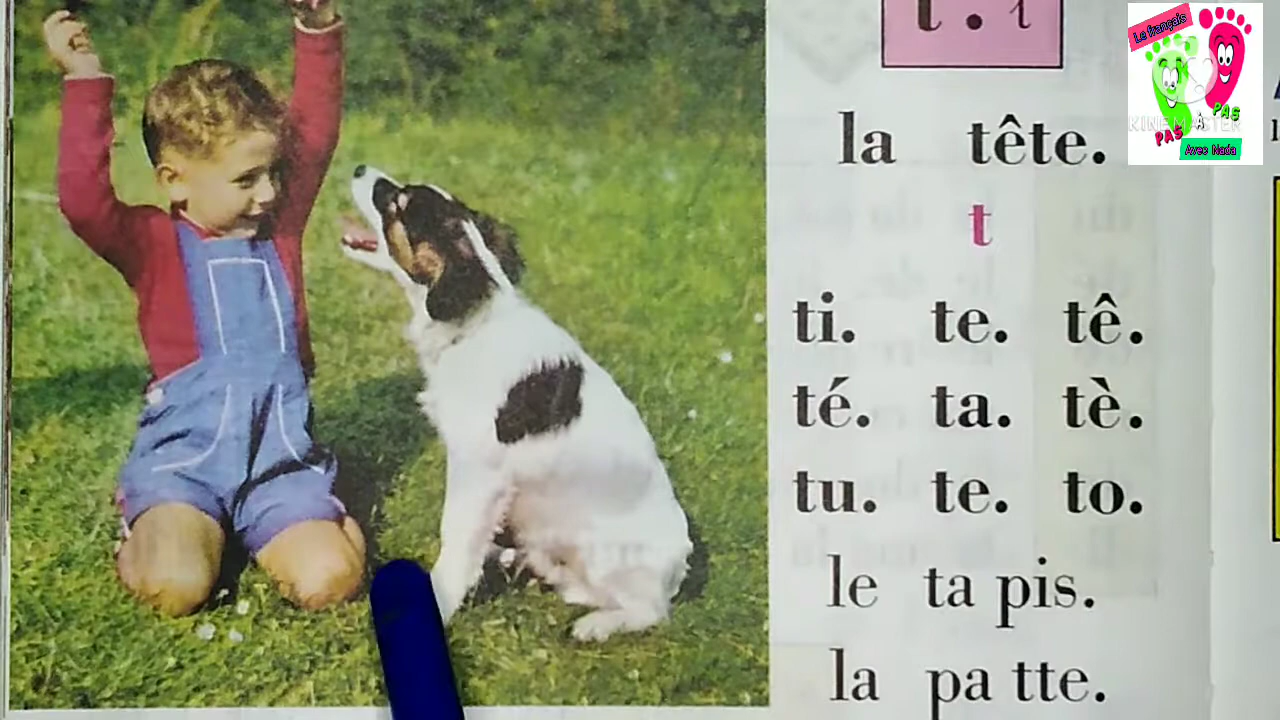 t . t
la tête.
t
ti. te. tê.
té. ta. tè.
tu. te. to.
le ta pis.
la pa tte.
Le français
PAS
À
PAS
Avec Nada
KINEMASTER